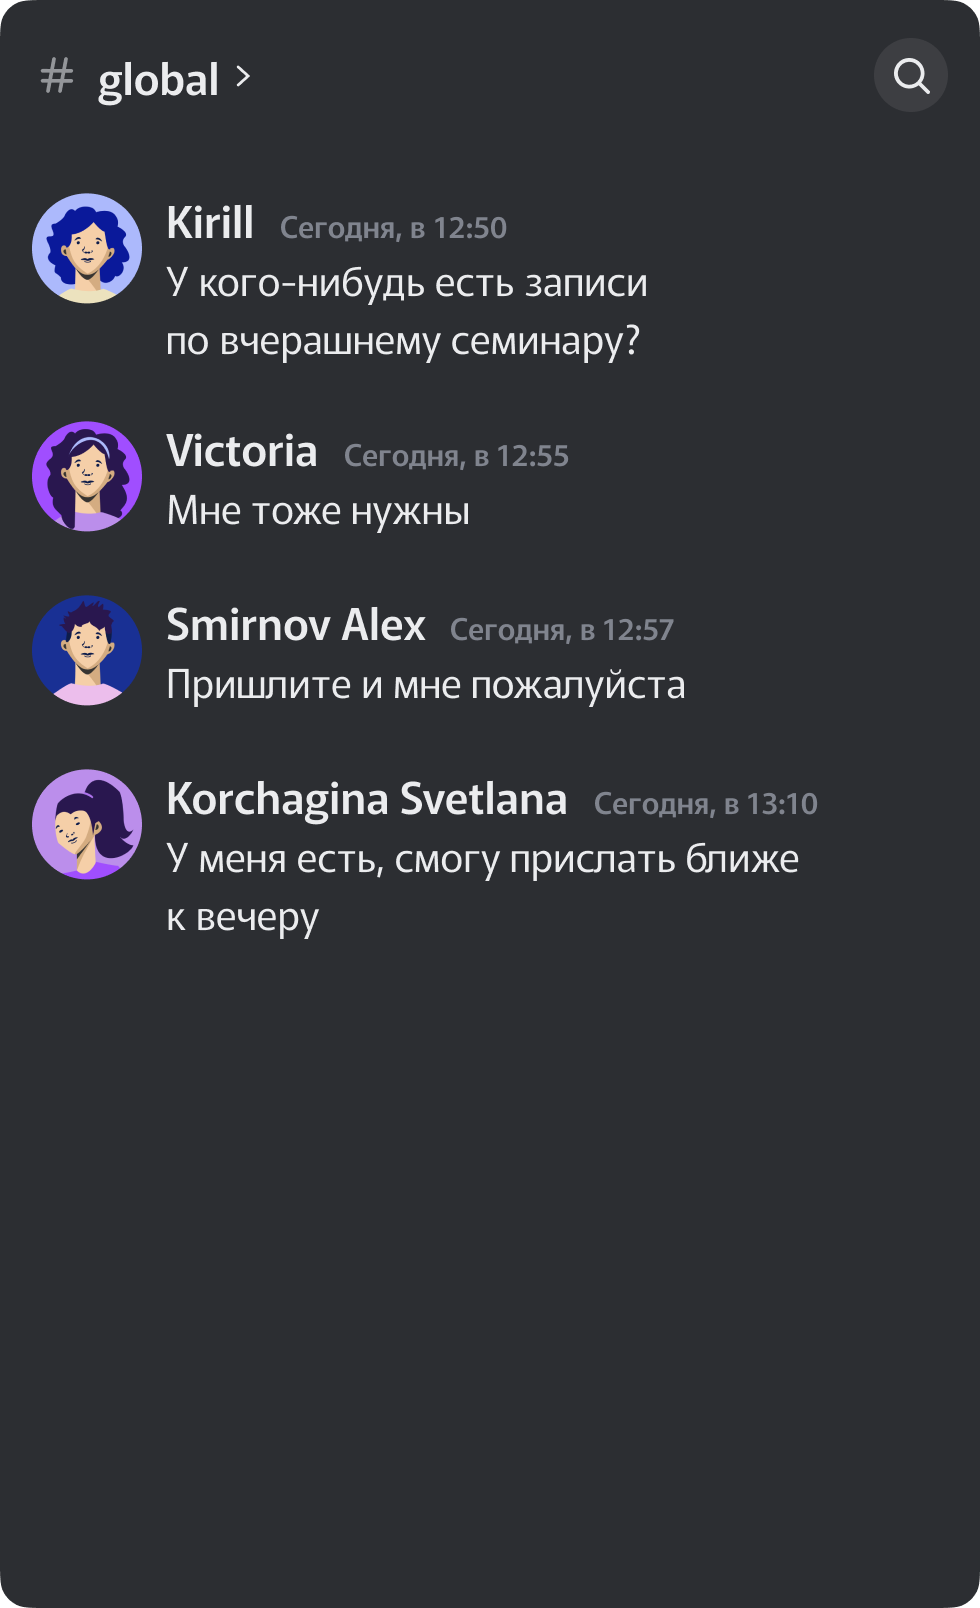 # global >
Kirill Сегодня, в 12:50
У кого-нибудь есть записи
по вчерашнему семинару?
Victoria Сегодня, в 12:55
Мне тоже нужны
Smirnov Alex Сегодня, в 12:57
Пришлите и мне пожалуйста
Korchagina Svetlana Сегодня, в 13:10
У меня есть, смогу прислать ближе
к вечеру